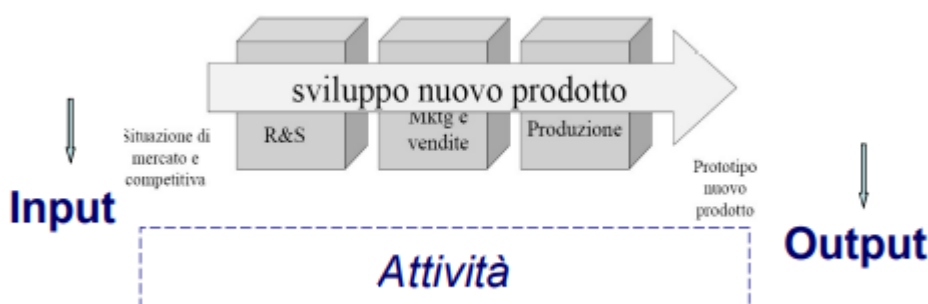 sviluppo nuovo prodotto
R&S
Mktg e
vendite
Produzione
Situazione di
mercato e
competitiva
Prototipo
nuovo
prodotto
Input
Output
Attività